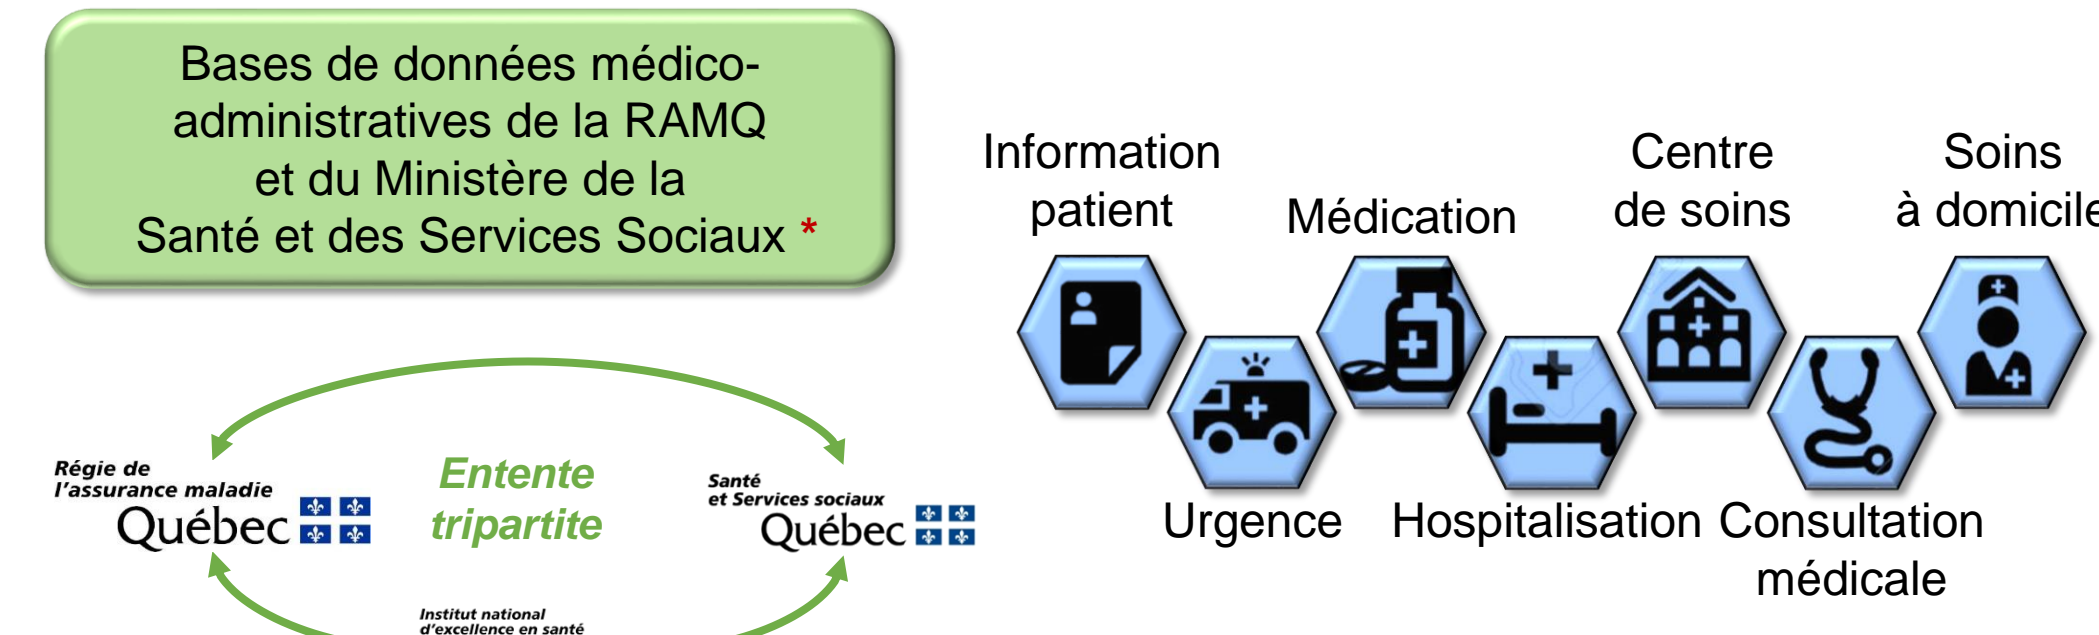 Bases de données médico-
administratives de la RAMQ
et du Ministère de la
Santé et des Services Sociaux *
Information
patient
Médication
Centre
de soins
Soins
à domicile
Urgence
Hospitalisation
Consultation
médicale
Régie de
l'assurance maladie
Québec
Entente
tripartite
Santé
et Services sociaux
Québec
Institut national
d'excellence en santé